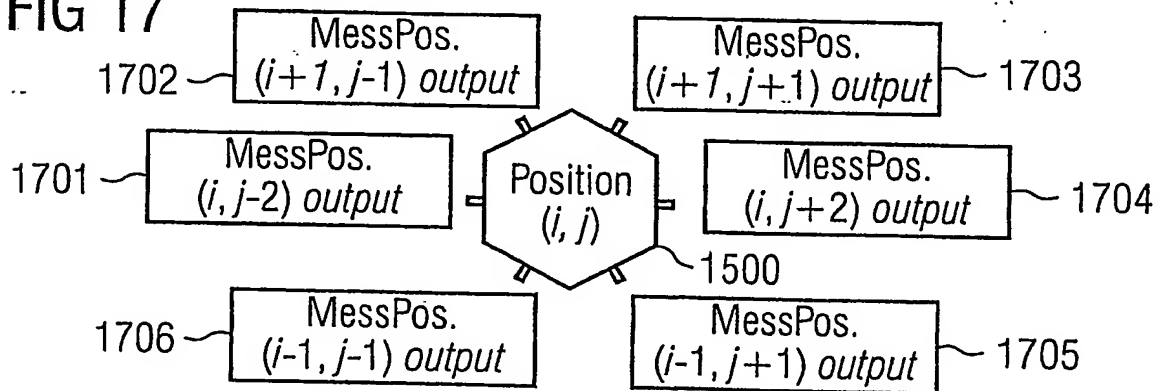 FIG 17
MessPos.
(i+1, j-1) output
1702
MessPos.
(i+1, j+1) output
1703
1701
MessPos.
(i, j-2) output
Position
(i, j)
MessPos.
(i, j+2) output
1704
1500
1706
MessPos.
(i-1, j-1) output
MessPos.
(i-1, j+1) output
1705